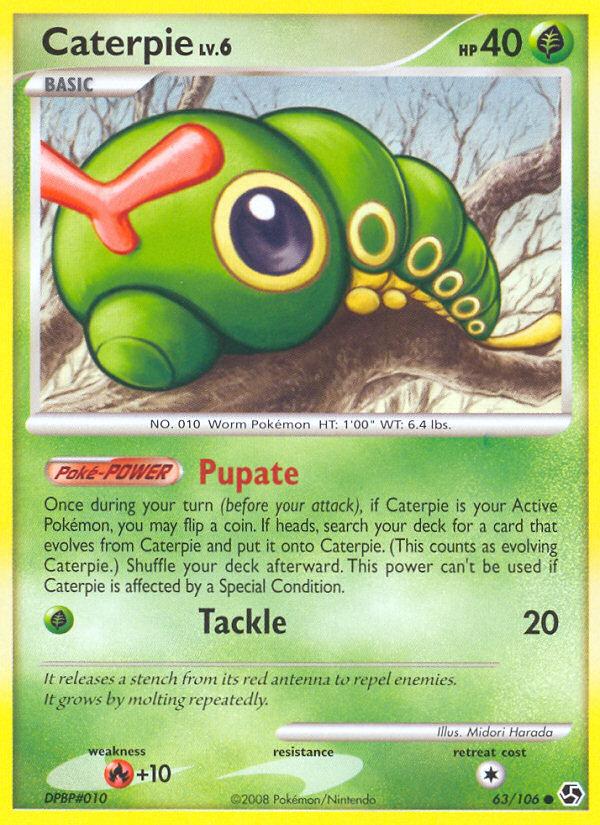 Caterpie LV.6 HP 40
BASIC
NO. 010 Worm Pokémon HT: 1'00" WT: 6.4 lbs.
Poké-POWER Pupate
Once during your turn (before your attack), if Caterpie is your Active
Pokémon, you may flip a coin. If heads, search your deck for a card that
evolves from Caterpie and put it onto Caterpie. (This counts as evolving
Caterpie.) Shuffle your deck afterward. This power can't be used if
Caterpie is affected by a Special Condition.
Tackle 20
It releases a stench from its red antenna to repel enemies.
It grows by molting repeatedly.
Illus. Midori Harada
weakness resistance retreat cost
+10
DPBP#010 ©2008 Pokémon/Nintendo 63/106